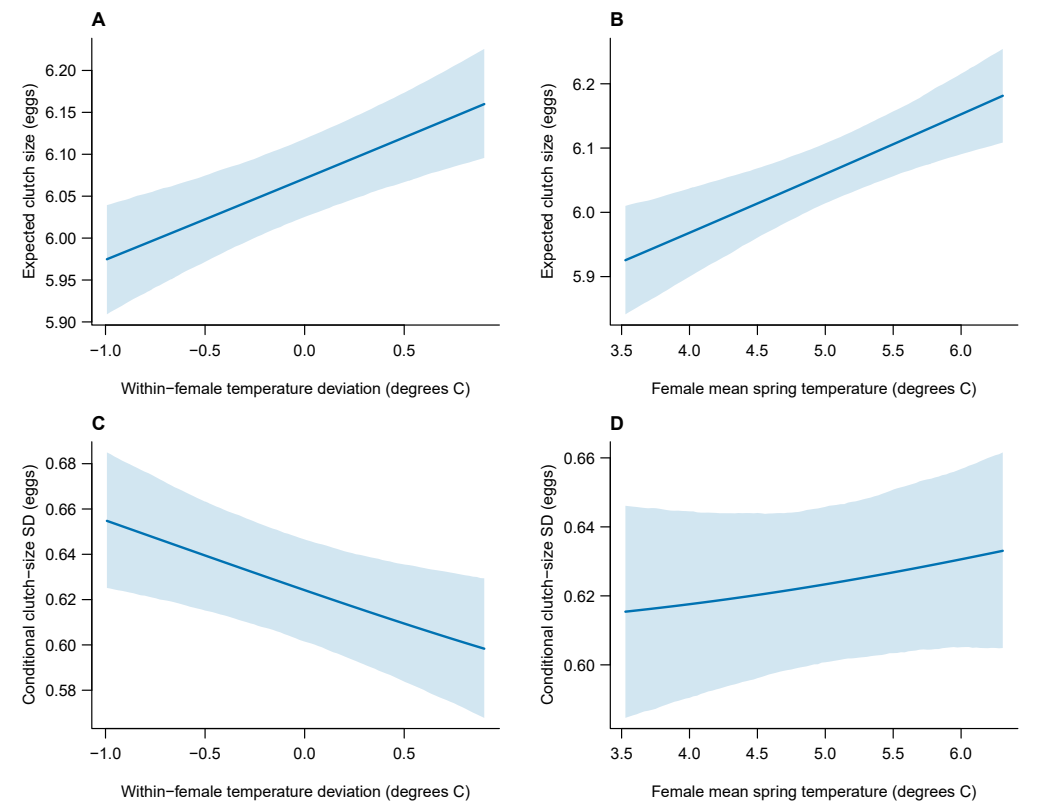 A
Expected clutch size (eggs)
6.20
6.15
6.10
6.05
6.00
5.95
5.90
−1.0 −0.5 0.0 0.5
Within−female temperature deviation (degrees C)
B
Expected clutch size (eggs)
6.2
6.1
6.0
5.9
3.5 4.0 4.5 5.0 5.5 6.0
Female mean spring temperature (degrees C)
C
Conditional clutch−size SD (eggs)
0.68
0.66
0.64
0.62
0.60
0.58
−1.0 −0.5 0.0 0.5
Within−female temperature deviation (degrees C)
D
Conditional clutch−size SD (eggs)
0.66
0.64
0.62
0.60
3.5 4.0 4.5 5.0 5.5 6.0
Female mean spring temperature (degrees C)